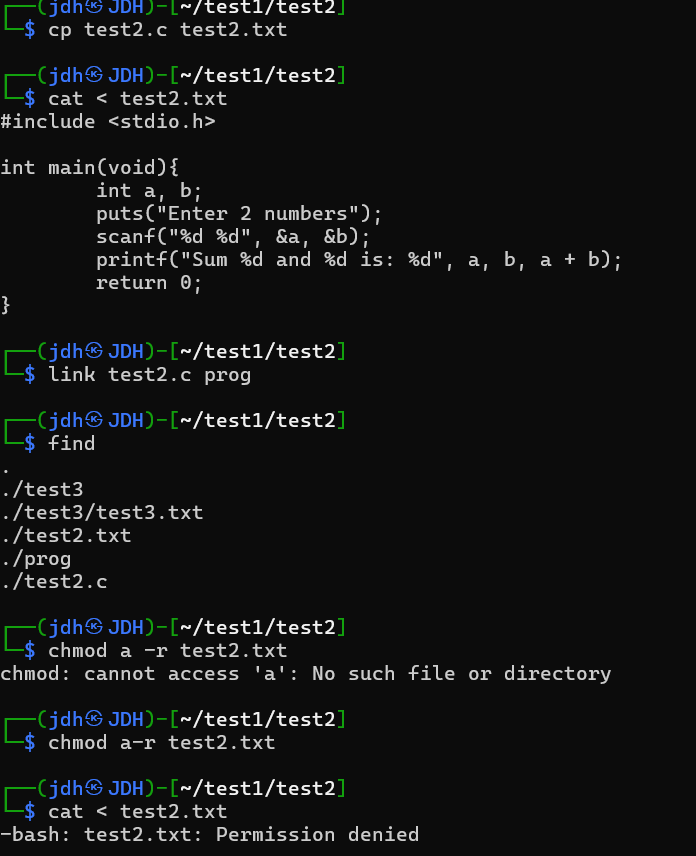 ┌──(jdh㉿JDH)-[~/test1/test2]
└─$ cp test2.c test2.txt

┌──(jdh㉿JDH)-[~/test1/test2]
└─$ cat < test2.txt
#include <stdio.h>

int main(void){
        int a, b;
        puts("Enter 2 numbers");
        scanf("%d %d", &a, &b);
        printf("Sum %d and %d is: %d", a, b, a + b);
        return 0;
}

┌──(jdh㉿JDH)-[~/test1/test2]
└─$ link test2.c prog

┌──(jdh㉿JDH)-[~/test1/test2]
└─$ find
.
./test3
./test3/test3.txt
./test2.txt
./prog
./test2.c

┌──(jdh㉿JDH)-[~/test1/test2]
└─$ chmod a -r test2.txt
chmod: cannot access 'a': No such file or directory

┌──(jdh㉿JDH)-[~/test1/test2]
└─$ chmod a-r test2.txt

┌──(jdh㉿JDH)-[~/test1/test2]
└─$ cat < test2.txt
-bash: test2.txt: Permission denied